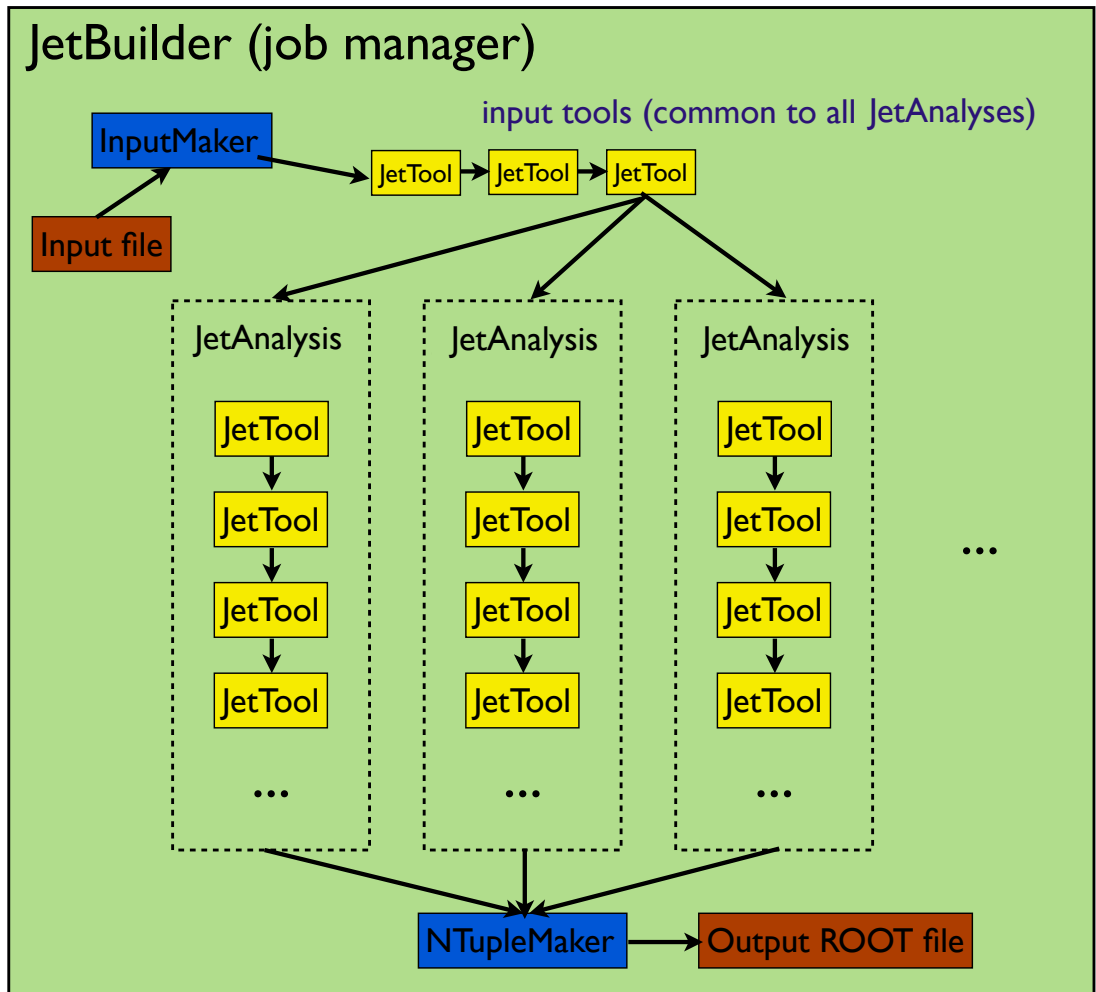 JetBuilder (job manager)
input tools (common to all JetAnalyses)
InputMaker
JetTool
JetTool
JetTool
Input file
JetAnalysis
JetAnalysis
JetAnalysis
JetTool
JetTool
JetTool
JetTool
JetTool
JetTool
...
JetTool
JetTool
JetTool
JetTool
JetTool
JetTool
...
...
...
NTupleMaker
Output ROOT file